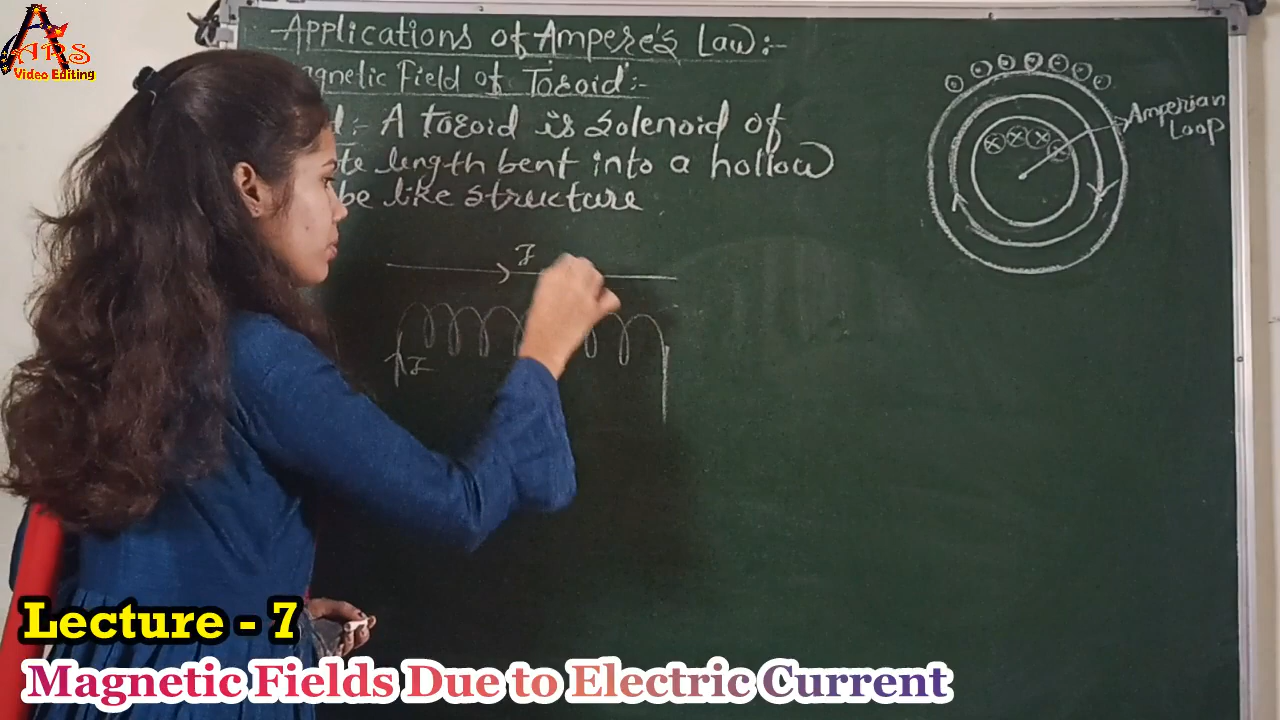 ARS
Video Editing
Applications of Ampere's Law:-
agnetic Field of Toroid:-
:- A toroid is solenoid of
length bent into a hollow
be like structure
Amperian
Loop
I
I
Lecture - 7
Magnetic Fields Due to Electric Current